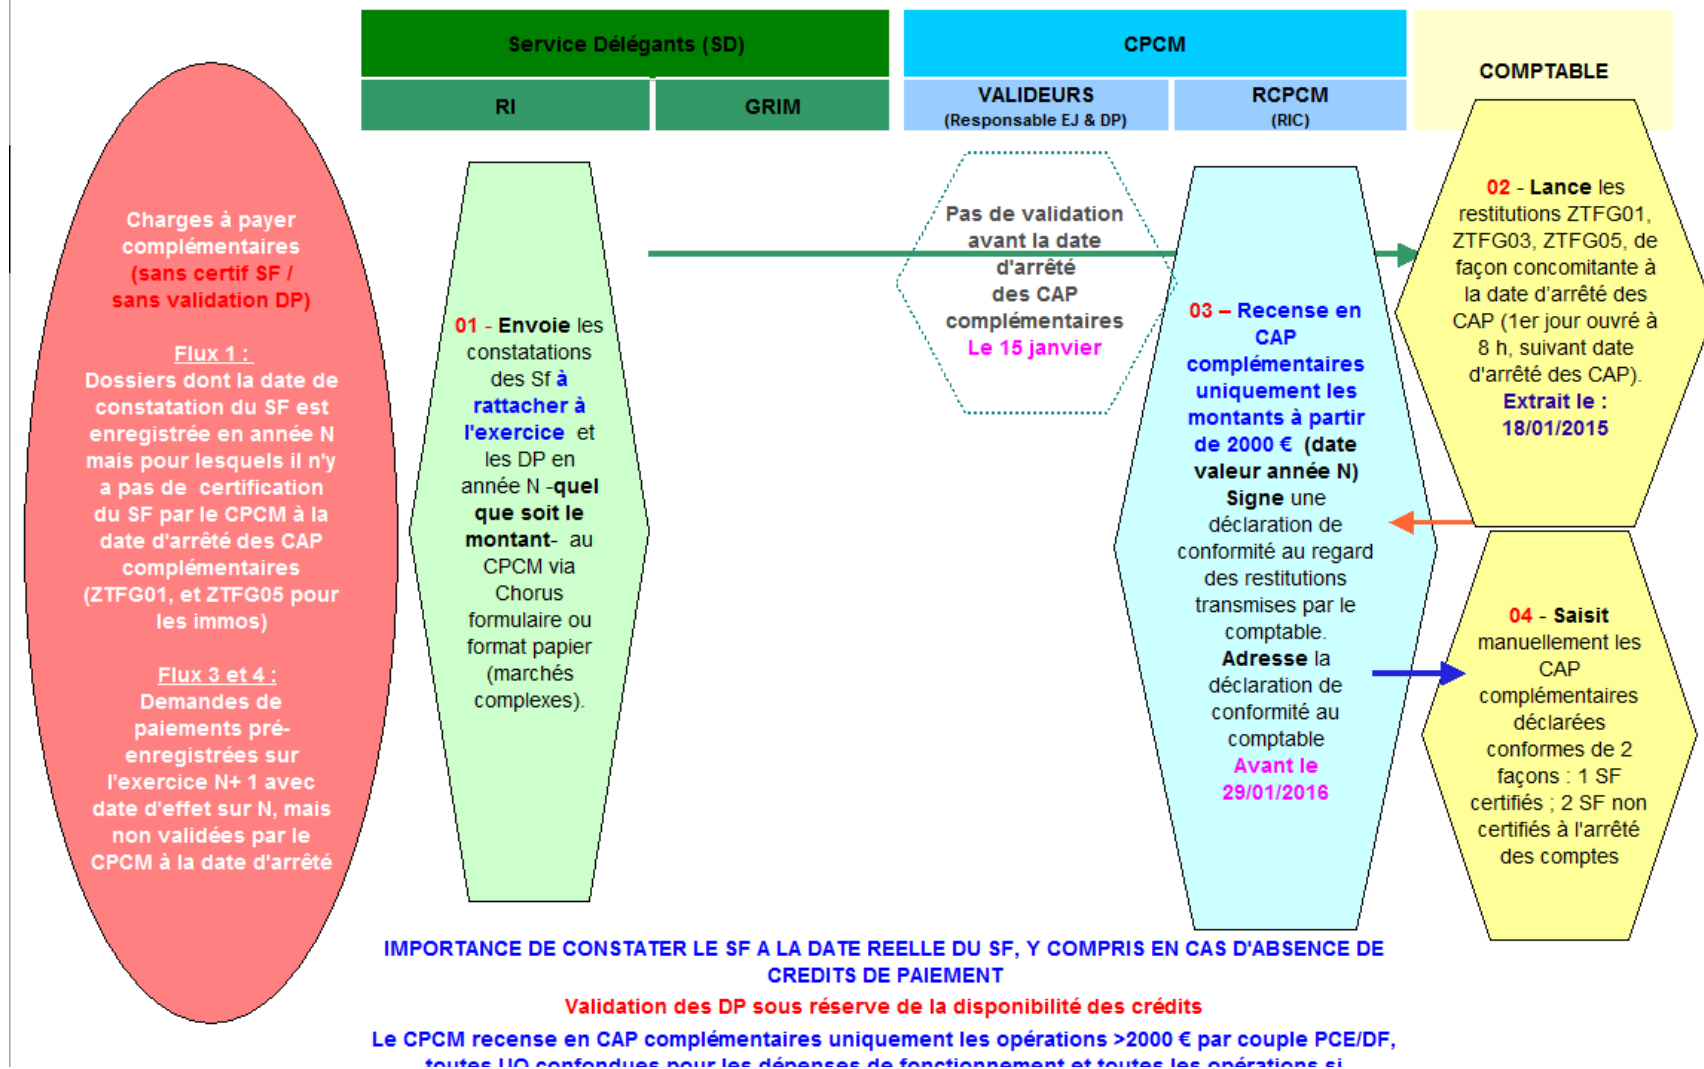 Service Délégants (SD)
CPCM
COMPTABLE
RI
GRIM
VALIDEURS
(Responsable EJ & DP)
RCPCM
(RIC)
Charges à payer
complémentaires
(sans certif SF /
sans validation DP)
Flux 1 :
Dossiers dont la date de
constatation du SF est
enregistrée en année N
mais pour lesquels il n'y
a pas de certification
du SF par le CPCM à la
date d'arrêté des CAP
complémentaires
(ZTFG01, et ZTFG05 pour
les immos)
Flux 3 et 4 :
Demandes de
paiements pré-
enregistrées sur
l'exercice N+ 1 avec
date d'effet sur N, mais
non validées par le
CPCM à la date d'arrêté
01 - Envoie les
constatations
des Sf à
rattacher à
l'exercice et
les DP en
année N -quel
que soit le
montant- au
CPCM via
Chorus
formulaire ou
format papier
(marchés
complexes).
Pas de validation
avant la date
d'arrêté
des CAP
complémentaires
Le 15 janvier
02 - Lance les
restitutions ZTFG01,
ZTFG03, ZTFG05, de
façon concomitante à
la date d'arrêté des
CAP (1er jour ouvré à
8 h, suivant date
d'arrêté des CAP).
Extrait le :
18/01/2015
03 – Recense en
CAP
complémentaires
uniquement les
montants à partir
de 2000 € (date
valeur année N)
Signe une
déclaration de
conformité au regard
des restitutions
transmises par le
comptable.
Adresse la
déclaration de
conformité au
comptable
Avant le
29/01/2016
04 - Saisit
manuellement les
CAP
complémentaires
déclarées
conformes de 2
façons : 1 SF
certifiés ; 2 SF non
certifiés à l'arrêté
des comptes
IMPORTANCE DE CONSTATER LE SF A LA DATE REELLE DU SF, Y COMPRIS EN CAS D'ABSENCE DE
CREDITS DE PAIEMENT
Validation des DP sous réserve de la disponibilité des crédits
Le CPCM recense en CAP complémentaires uniquement les opérations >2000 € par couple PCE/DF,
toutes UO confondues pour les dépenses de fonctionnement et toutes les opérations si